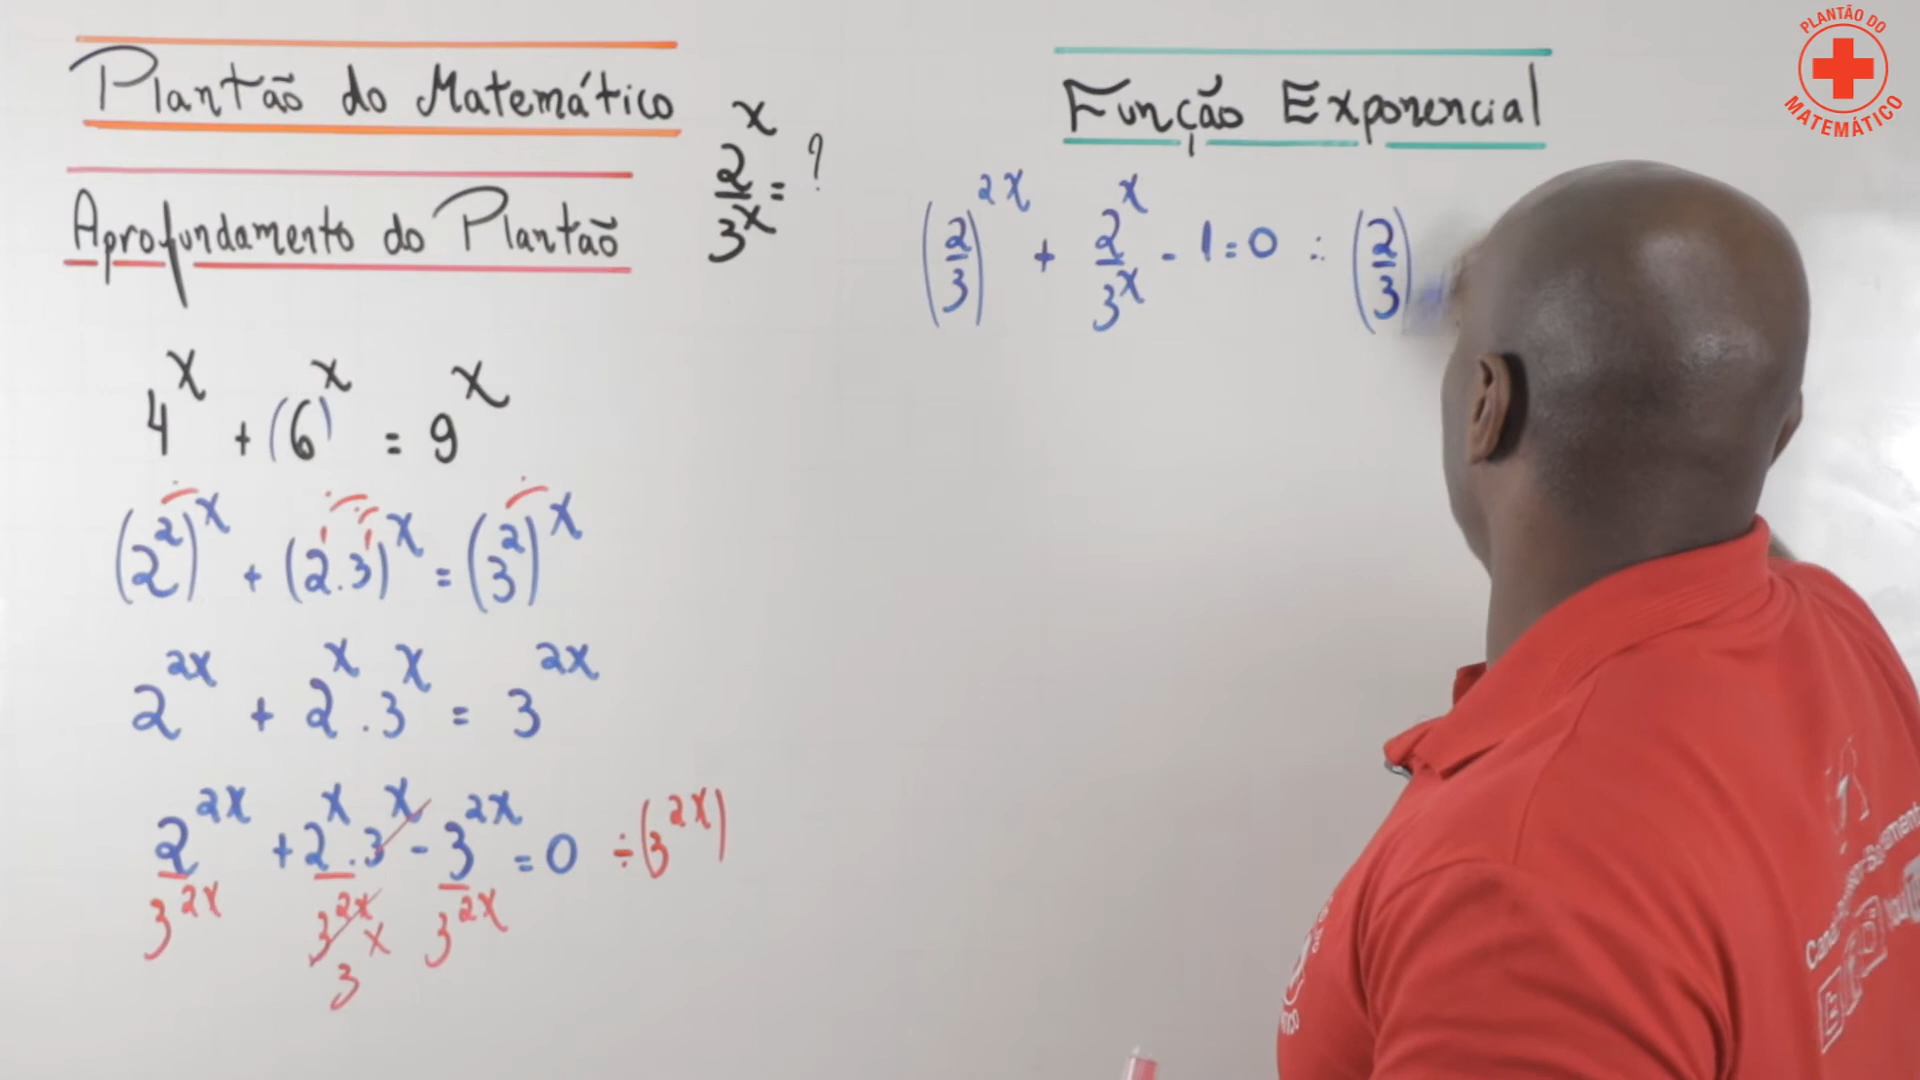 Plantão do Matemático
Aprofundamento do Plantão
2^x/3^x = ?
4^x + (6)^x = 9^x
(2^2)^x + (2.3)^x = (3^2)^x
2^2x + 2^x . 3^x = 3^2x
2^2x/3^2x + 2^x . 3^x/3^2x - 3^2x/3^2x = 0 ÷(3^2x)
3^x
Função Exponencial
(2/3)^2x + 2^x/3^x - 1 = 0 ∴ (2/3)
PLANTÃO DO
MATEMÁTICO